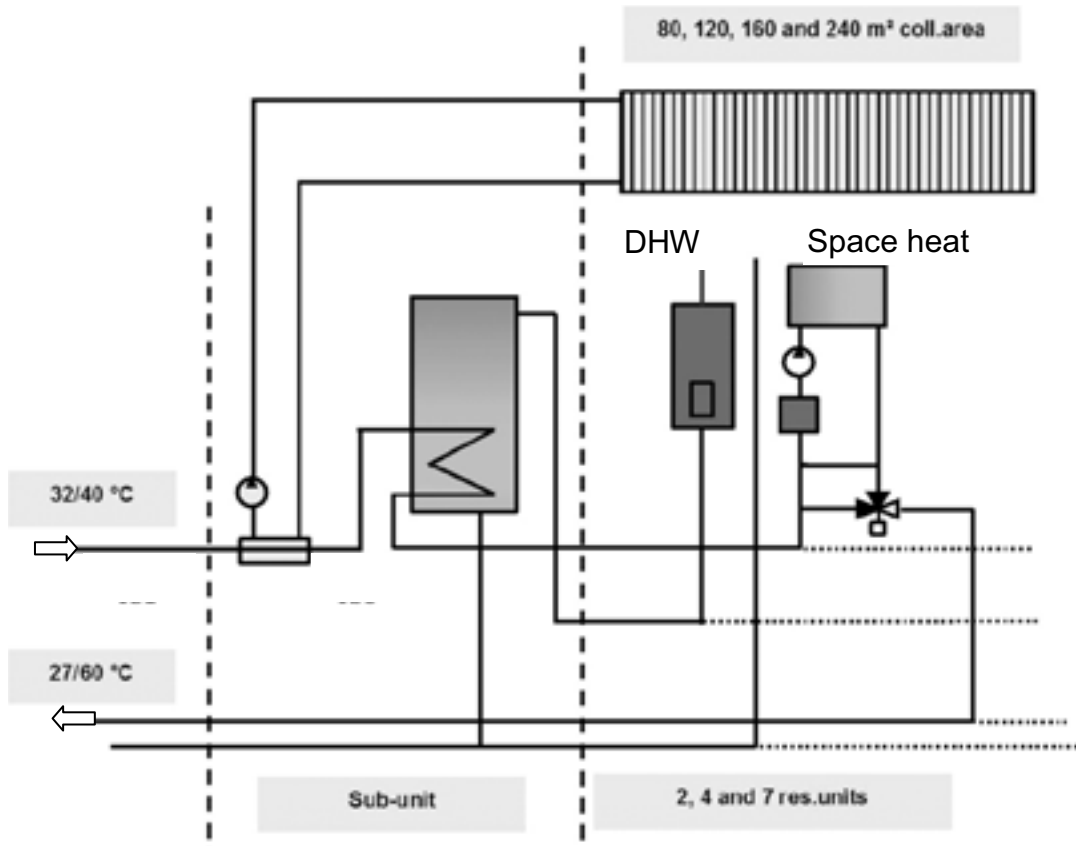 80, 120, 160 and 240 m² coll.area
DHW
Space heat
32/40 °C
27/60 °C
Sub-unit
2, 4 and 7 res.units